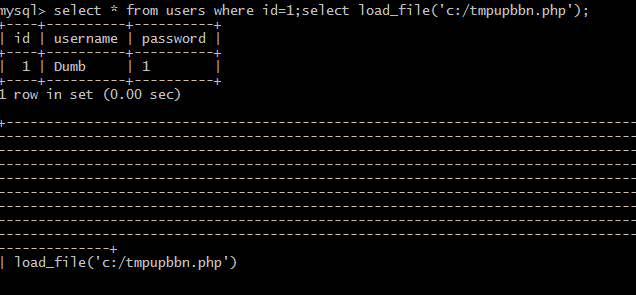 mysql> select * from users where id=1;select load_file('c:/tmpupbbn.php');
+----+----------+----------+
| id | username | password |
+----+----------+----------+
|  1 | Dumb     | 1        |
+----+----------+----------+
1 row in set (0.00 sec)
+-------------------------------------------------------------------------------
--------------------------------------------------------------------------------
--------------------------------------------------------------------------------
--------------------------------------------------------------------------------
--------------------------------------------------------------------------------
--------------------------------------------------------------------------------
--------------------------------------------------------------------------------
--------------------------------------------------------------------------------
--------------------------------------------------------------------------------
--------------+
| load_file('c:/tmpupbbn.php')